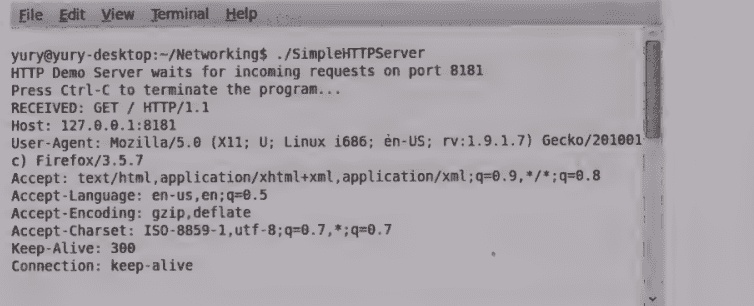 File Edit View Terminal Help
yury@yury-desktop:~/Networking$ ./SimpleHTTPServer
HTTP Demo Server waits for incoming requests on port 8181
Press Ctrl-C to terminate the program...
RECEIVED: GET / HTTP/1.1
Host: 127.0.0.1:8181
User-Agent: Mozilla/5.0 (X11; U; Linux i686; en-US; rv:1.9.1.7) Gecko/201001
c) Firefox/3.5.7
Accept: text/html,application/xhtml+xml,application/xml;q=0.9,*/*;q=0.8
Accept-Language: en-us,en;q=0.5
Accept-Encoding: gzip,deflate
Accept-Charset: ISO-8859-1,utf-8;q=0.7,*;q=0.7
Keep-Alive: 300
Connection: keep-alive